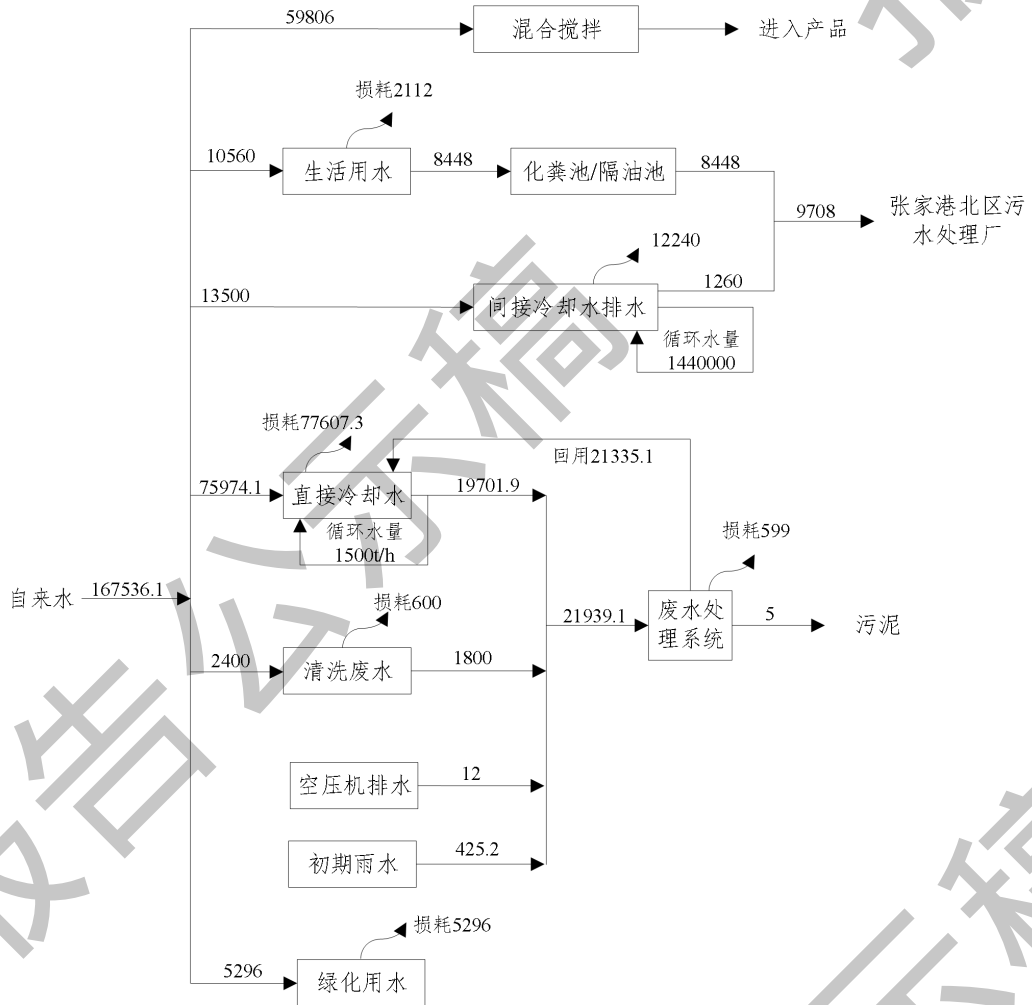 59806
混合搅拌
进入产品
损耗2112
10560
生活用水
8448
化粪池/隔油池
8448
9708
张家港北区污
水处理厂
12240
13500
间接冷却水排水
1260
循环水量
1440000
损耗77607.3
回用21335.1
75974.1
直接冷却水
19701.9
循环水量
1500t/h
损耗599
自来水
167536.1
损耗600
21939.1
废水处
理系统
5
污泥
2400
清洗废水
1800
空压机排水
12
初期雨水
425.2
损耗5296
5296
绿化用水
报告公示稿